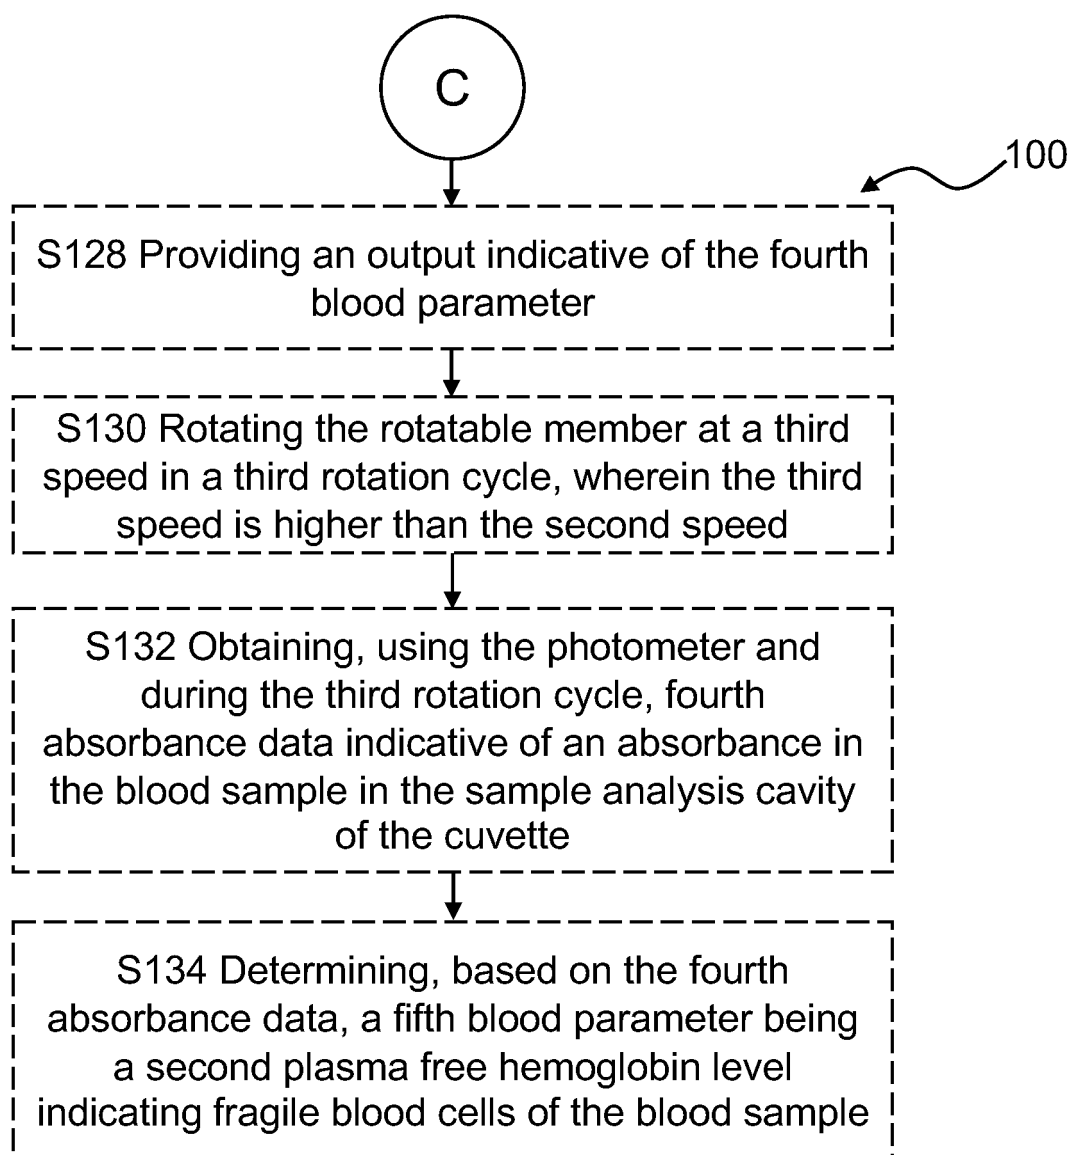 C
100
S128 Providing an output indicative of the fourth
blood parameter
S130 Rotating the rotatable member at a third
speed in a third rotation cycle, wherein the third
speed is higher than the second speed
S132 Obtaining, using the photometer and
during the third rotation cycle, fourth
absorbance data indicative of an absorbance in
the blood sample in the sample analysis cavity
of the cuvette
S134 Determining, based on the fourth
absorbance data, a fifth blood parameter being
a second plasma free hemoglobin level
indicating fragile blood cells of the blood sample